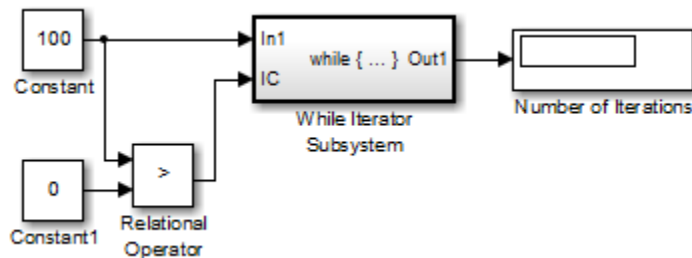 100
Constant
In1
while { ... } Out1
IC
While Iterator
Subsystem
Number of Iterations
0
Constant1
>
Relational
Operator